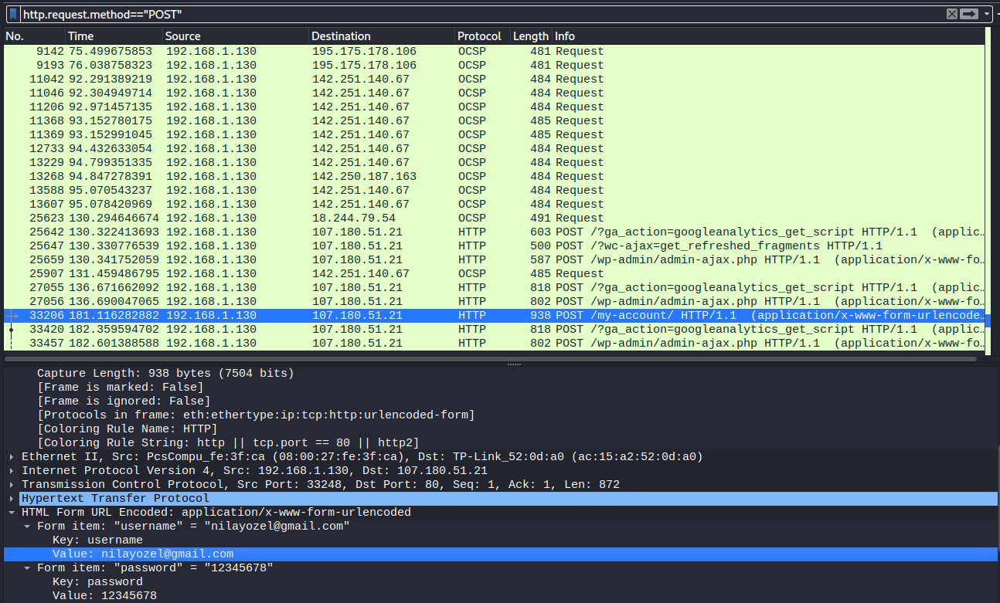 http.request.method=="POST"
No. Time Source Destination Protocol Length Info
9142 75.499675853 192.168.1.130 195.175.178.106 OCSP 481 Request
9193 76.038758323 192.168.1.130 195.175.178.106 OCSP 481 Request
11042 92.291389219 192.168.1.130 142.251.140.67 OCSP 484 Request
11046 92.304949714 192.168.1.130 142.251.140.67 OCSP 484 Request
11206 92.971457135 192.168.1.130 142.251.140.67 OCSP 484 Request
11368 93.152780175 192.168.1.130 142.251.140.67 OCSP 485 Request
11369 93.152991045 192.168.1.130 142.251.140.67 OCSP 485 Request
12733 94.432633054 192.168.1.130 142.251.140.67 OCSP 484 Request
13229 94.799351335 192.168.1.130 142.251.140.67 OCSP 484 Request
13268 94.847278391 192.168.1.130 142.250.187.163 OCSP 484 Request
13588 95.070543237 192.168.1.130 142.251.140.67 OCSP 484 Request
13607 95.078420969 192.168.1.130 142.251.140.67 OCSP 484 Request
25623 130.294646674 192.168.1.130 18.244.79.54 OCSP 491 Request
25642 130.322413693 192.168.1.130 107.180.51.21 HTTP 603 POST /?ga_action=googleanalytics_get_script HTTP/1.1 (applic…
25647 130.330776539 192.168.1.130 107.180.51.21 HTTP 500 POST /?wc-ajax=get_refreshed_fragments HTTP/1.1
25659 130.341752059 192.168.1.130 107.180.51.21 HTTP 587 POST /wp-admin/admin-ajax.php HTTP/1.1 (application/x-www-fo…
25907 131.459486795 192.168.1.130 142.251.140.67 OCSP 485 Request
27055 136.671662092 192.168.1.130 107.180.51.21 HTTP 818 POST /?ga_action=googleanalytics_get_script HTTP/1.1 (applic…
27056 136.690047065 192.168.1.130 107.180.51.21 HTTP 802 POST /wp-admin/admin-ajax.php HTTP/1.1 (application/x-www-fo…
33206 181.116282882 192.168.1.130 107.180.51.21 HTTP 938 POST /my-account/ HTTP/1.1 (application/x-www-form-urlencode…
33420 182.359594702 192.168.1.130 107.180.51.21 HTTP 818 POST /?ga_action=googleanalytics_get_script HTTP/1.1 (applic…
33457 182.601388588 192.168.1.130 107.180.51.21 HTTP 802 POST /wp-admin/admin-ajax.php HTTP/1.1 (application/x-www-fo…
Capture Length: 938 bytes (7504 bits)
[Frame is marked: False]
[Frame is ignored: False]
[Protocols in frame: eth:ethertype:ip:tcp:http:urlencoded-form]
[Coloring Rule Name: HTTP]
[Coloring Rule String: http || tcp.port == 80 || http2]
Ethernet II, Src: PcsCompu_fe:3f:ca (08:00:27:fe:3f:ca), Dst: TP-Link_52:0d:a0 (ac:15:a2:52:0d:a0)
Internet Protocol Version 4, Src: 192.168.1.130, Dst: 107.180.51.21
Transmission Control Protocol, Src Port: 33248, Dst Port: 80, Seq: 1, Ack: 1, Len: 872
Hypertext Transfer Protocol
HTML Form URL Encoded: application/x-www-form-urlencoded
Form item: "username" = "nilayozel@gmail.com"
Key: username
Value: nilayozel@gmail.com
Form item: "password" = "12345678"
Key: password
Value: 12345678